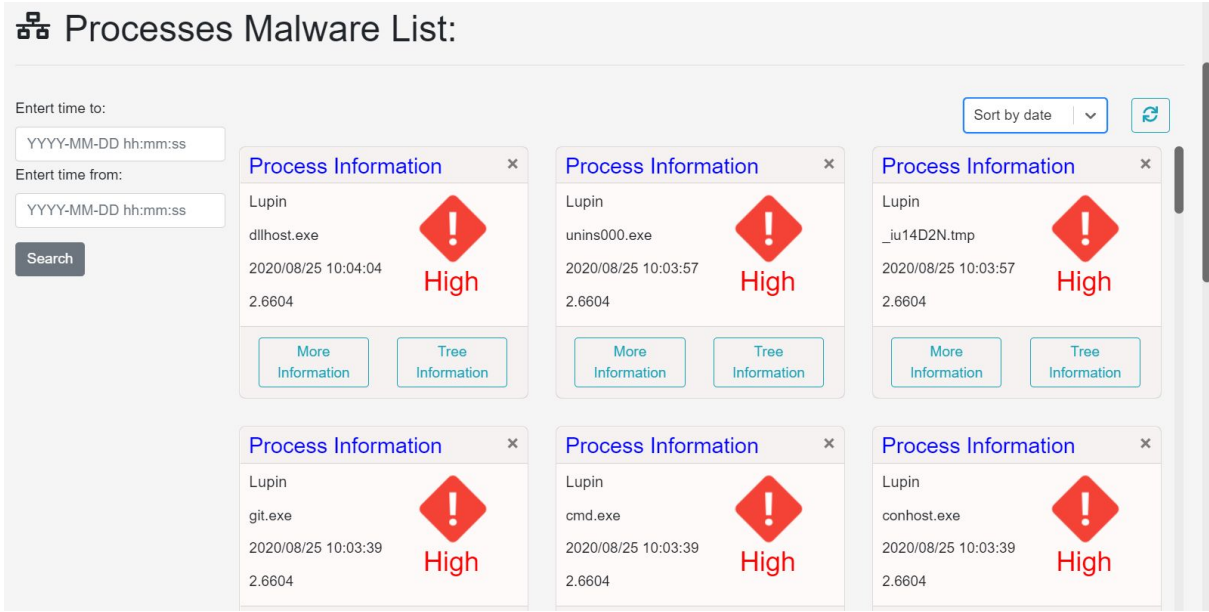 Processes Malware List:
Entert time to:
YYYY-MM-DD hh:mm:ss
Entert time from:
YYYY-MM-DD hh:mm:ss
Search
Sort by date
Process Information ×
Lupin
dllhost.exe
2020/08/25 10:04:04
2.6604
High
More
Information
Tree
Information
Process Information ×
Lupin
unins000.exe
2020/08/25 10:03:57
2.6604
High
More
Information
Tree
Information
Process Information ×
Lupin
_iu14D2N.tmp
2020/08/25 10:03:57
2.6604
High
More
Information
Tree
Information
Process Information ×
Lupin
git.exe
2020/08/25 10:03:39
2.6604
High
Process Information ×
Lupin
cmd.exe
2020/08/25 10:03:39
2.6604
High
Process Information ×
Lupin
conhost.exe
2020/08/25 10:03:39
2.6604
High